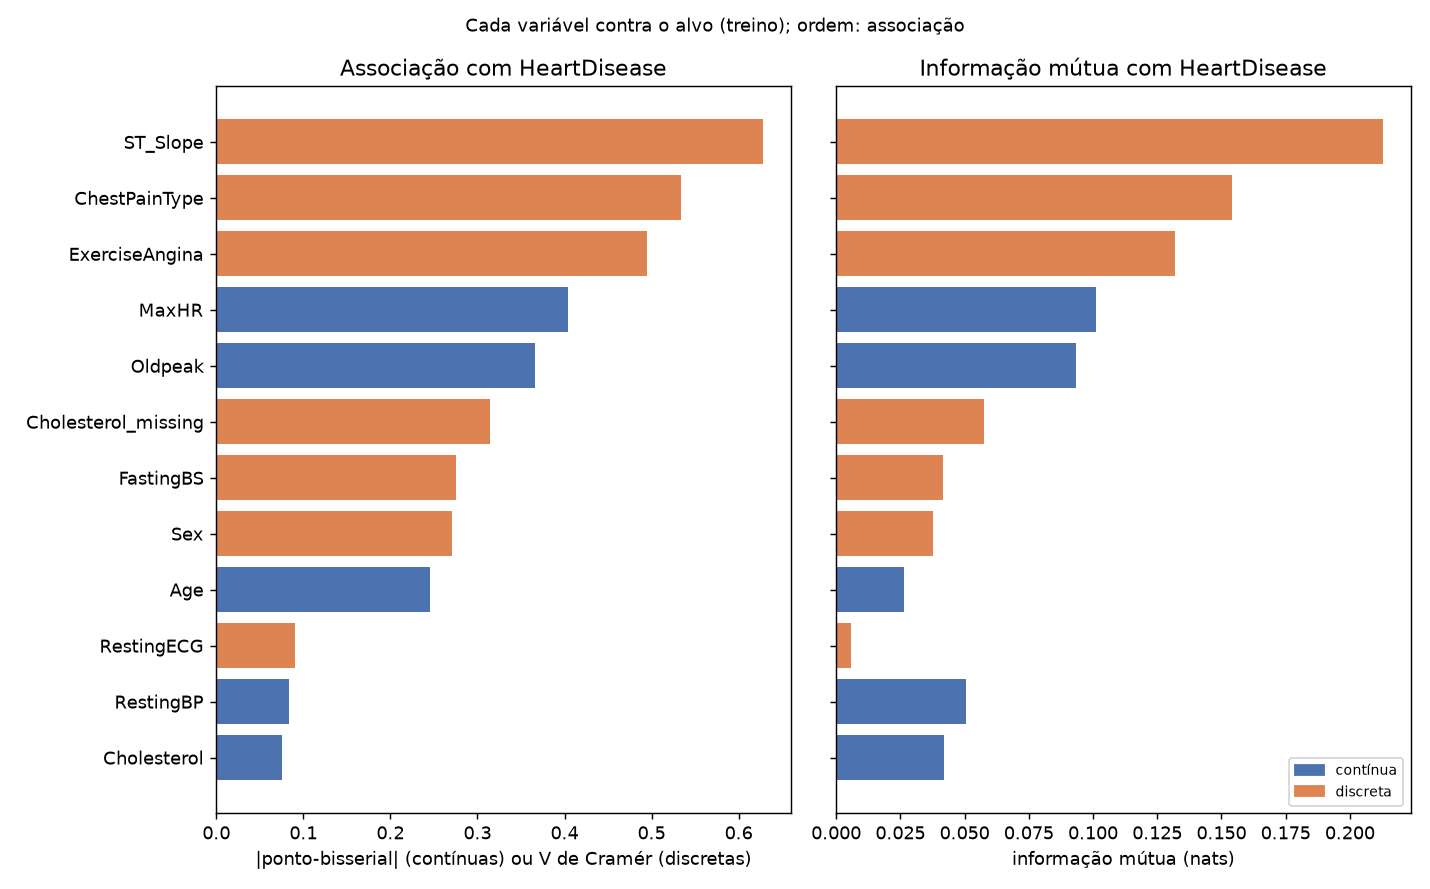 Cada variável contra o alvo (treino); ordem: associação
Associação com HeartDisease
ST_Slope
ChestPainType
ExerciseAngina
MaxHR
Oldpeak
Cholesterol_missing
FastingBS
Sex
Age
RestingECG
RestingBP
Cholesterol
0.0 0.1 0.2 0.3 0.4 0.5 0.6
|ponto-bisserial| (contínuas) ou V de Cramér (discretas)
Informação mútua com HeartDisease
contínua
discreta
0.000 0.025 0.050 0.075 0.100 0.125 0.150 0.175 0.200
informação mútua (nats)